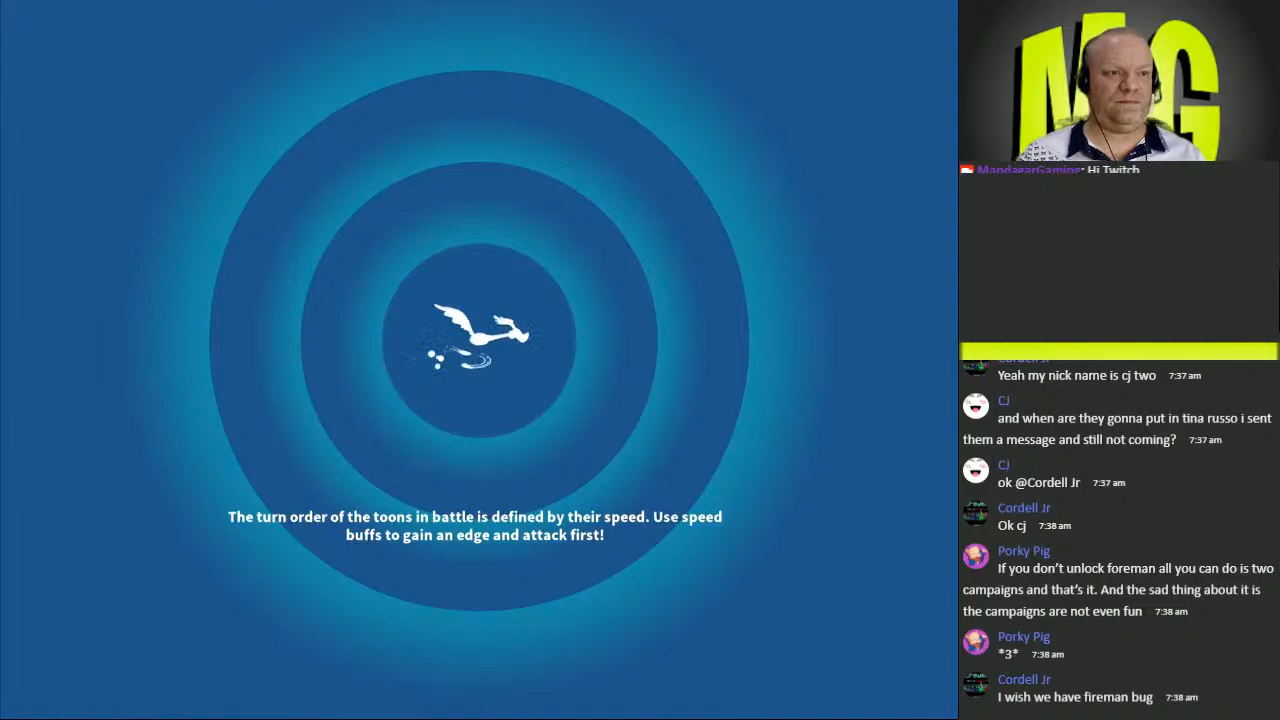 MG
MandagarGaming: Hi Twitch
Cordell Jr
Yeah my nick name is cj two 7:37 am
CJ
and when are they gonna put in tina russo i sent
them a message and still not coming? 7:37 am
CJ
ok @Cordell Jr 7:37 am
Cordell Jr
Ok cj 7:38 am
Porky Pig
If you don't unlock foreman all you can do is two
campaigns and that's it. And the sad thing about it is
the campaigns are not even fun 7:38 am
Porky Pig
*3* 7:38 am
Cordell Jr
I wish we have fireman bug 7:38 am
The turn order of the toons in battle is defined by their speed. Use speed
buffs to gain an edge and attack first!